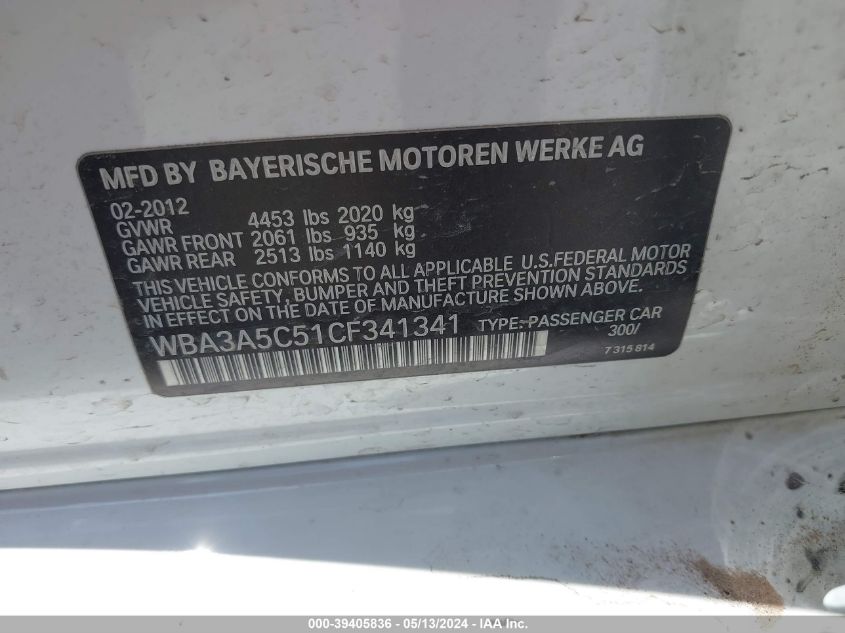 MFD BY BAYERISCHE MOTOREN WERKE AG
02-2012
GVWR 4453 lbs 2020 kg
GAWR FRONT 2061 lbs 935 kg
GAWR REAR 2513 lbs 1140 kg
THIS VEHICLE CONFORMS TO ALL APPLICABLE U.S.FEDERAL MOTOR
VEHICLE SAFETY, BUMPER AND THEFT PREVENTION STANDARDS
IN EFFECT ON THE DATE OF MANUFACTURE SHOWN ABOVE.
WBA3A5C51CF341341 TYPE: PASSENGER CAR
300/
7 315 814
000-39405836 - 05/13/2024 - IAA Inc.